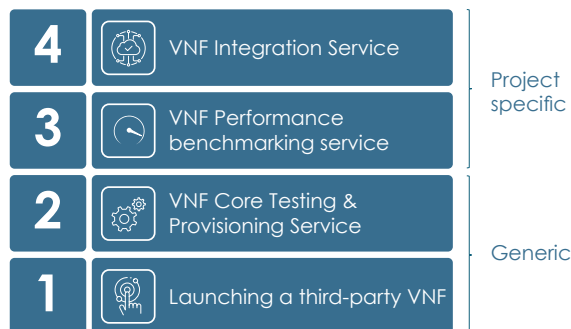 4
VNF Integration Service
3
VNF Performance
benchmarking service
Project
specific
2
VNF Core Testing &
Provisioning Service
1
Launching a third-party VNF
Generic